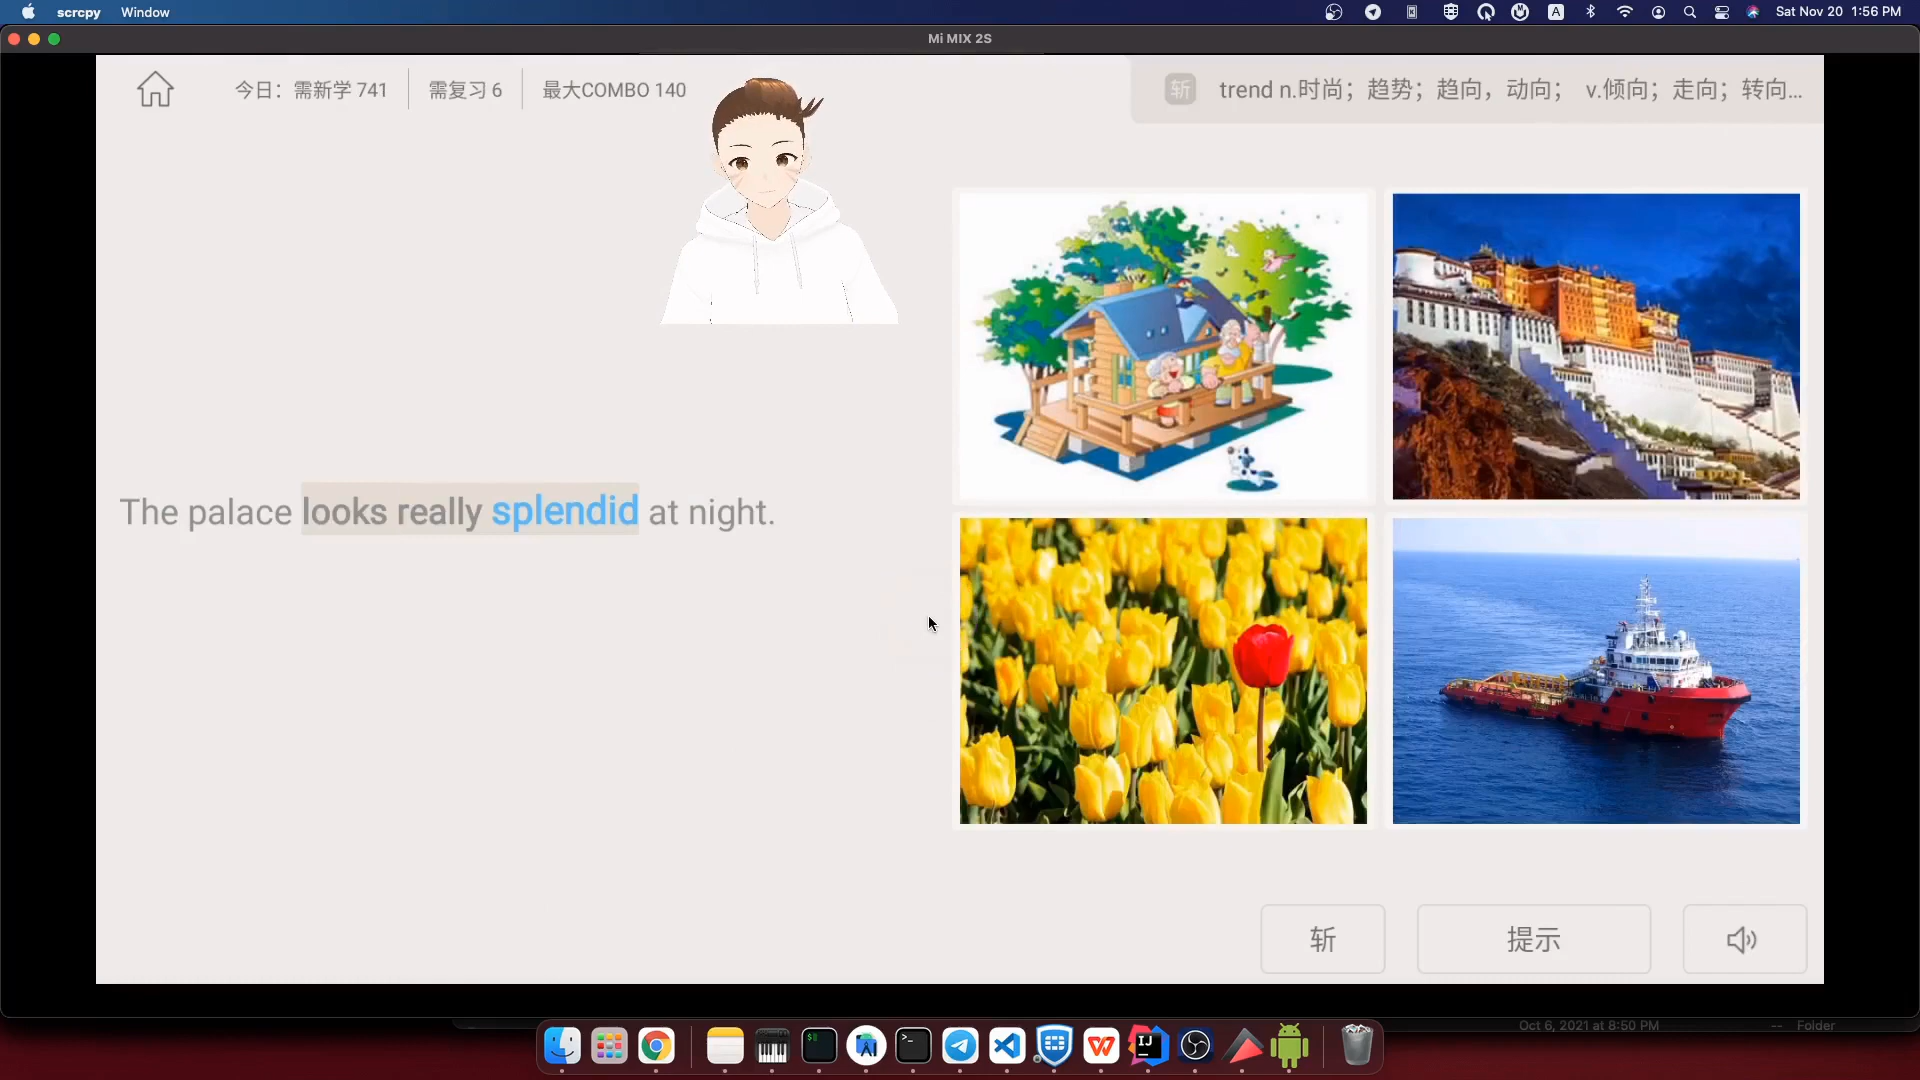 scrcpy Window
A Sat Nov 20 1:56 PM
Mi MIX 2S
今日：需新学 741 需复习 6 最大COMBO 140
斩 trend n.时尚；趋势；趋向，动向； v.倾向；走向；转向...
The palace looks really splendid at night.
斩 提示
Oct 6, 2021 at 8:50 PM -- Folder
IJ